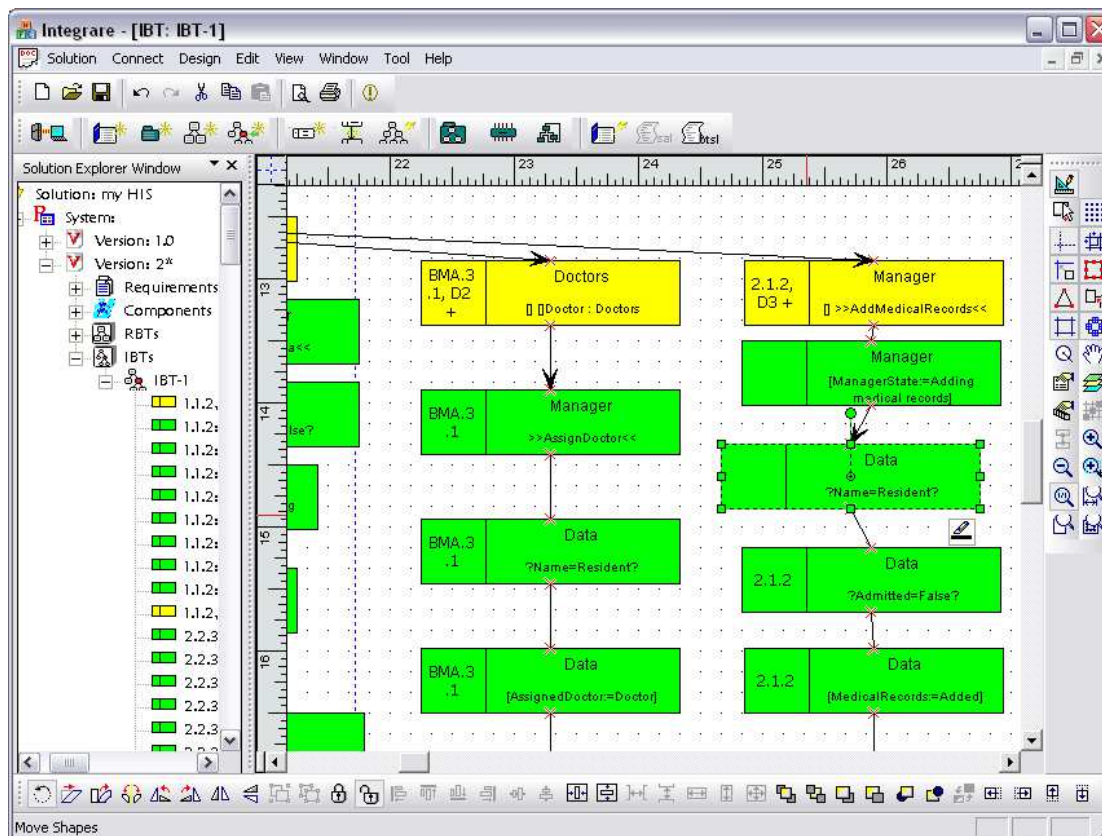 Integrare - [IBT: IBT-1]
Solution Connect Design Edit View Window Tool Help
sal
btsl
Solution Explorer Window
Solution: my HIS
System:
Version: 1.0
Version: 2*
Requirements
Components
RBTs
IBTs
IBT-1
1.1.2,
1.1.2:
1.1.2:
1.1.2:
1.1.2:
1.1.2:
1.1.2:
1.1.2:
1.1.2:
1.1.2,
2.2.3
2.2.3
2.2.3
2.2.3
2.2.3
22 23 24 25 26
13
14
15
16
a<<
lse?
g
BMA.3
.1, D2
+
Doctors
[] []Doctor : Doctors
BMA.3
.1
Manager
>>AssignDoctor<<
BMA.3
.1
Data
?Name=Resident?
BMA.3
.1
Data
[AssignedDoctor:=Doctor]
2.1.2,
D3 +
Manager
[] >>AddMedicalRecords<<
Manager
[ManagerState:=Adding
medical records]
Data
?Name=Resident?
2.1.2
Data
?Admitted=False?
2.1.2
Data
[MedicalRecords:=Added]
Move Shapes